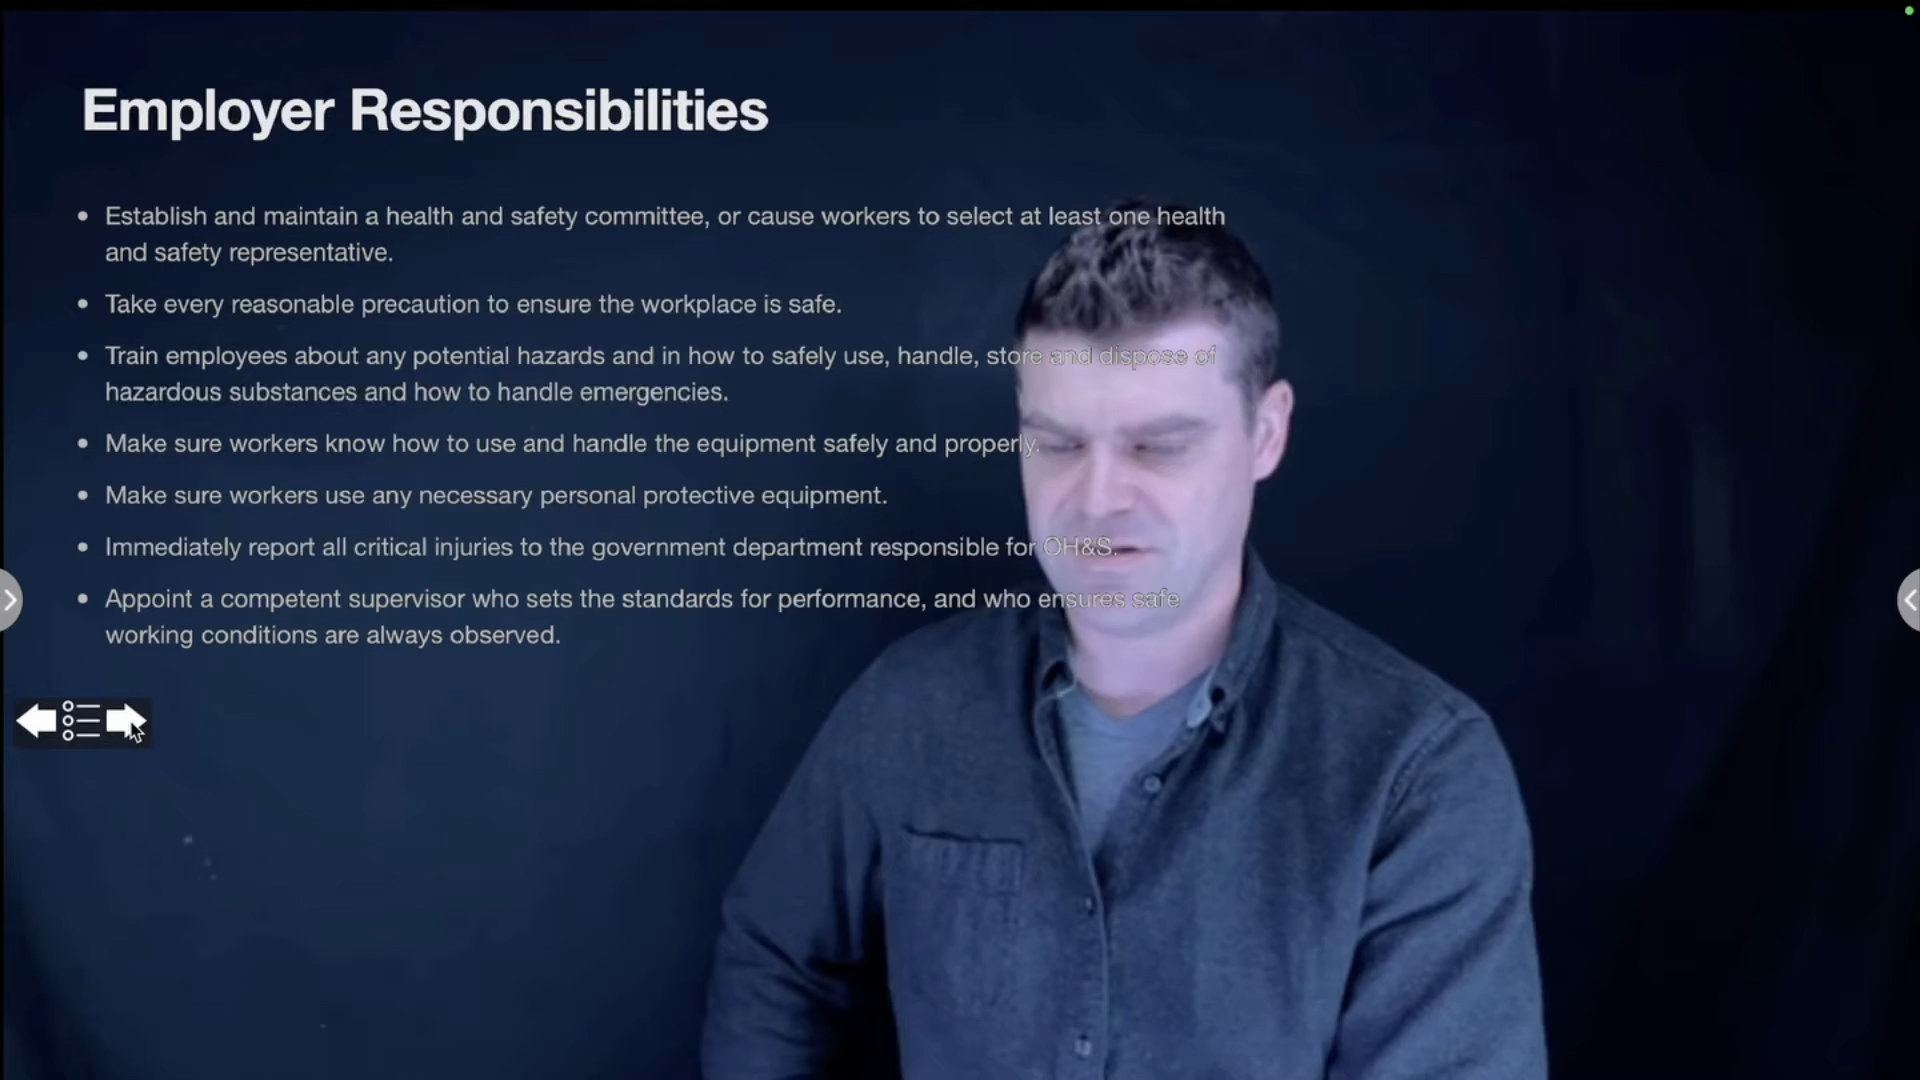 Employer Responsibilities
• Establish and maintain a health and safety committee, or cause workers to select at least one health
and safety representative.
• Take every reasonable precaution to ensure the workplace is safe.
• Train employees about any potential hazards and in how to safely use, handle, store and dispose of
hazardous substances and how to handle emergencies.
• Make sure workers know how to use and handle the equipment safely and properly.
• Make sure workers use any necessary personal protective equipment.
• Immediately report all critical injuries to the government department responsible for OH&S.
• Appoint a competent supervisor who sets the standards for performance, and who ensures safe
working conditions are always observed.